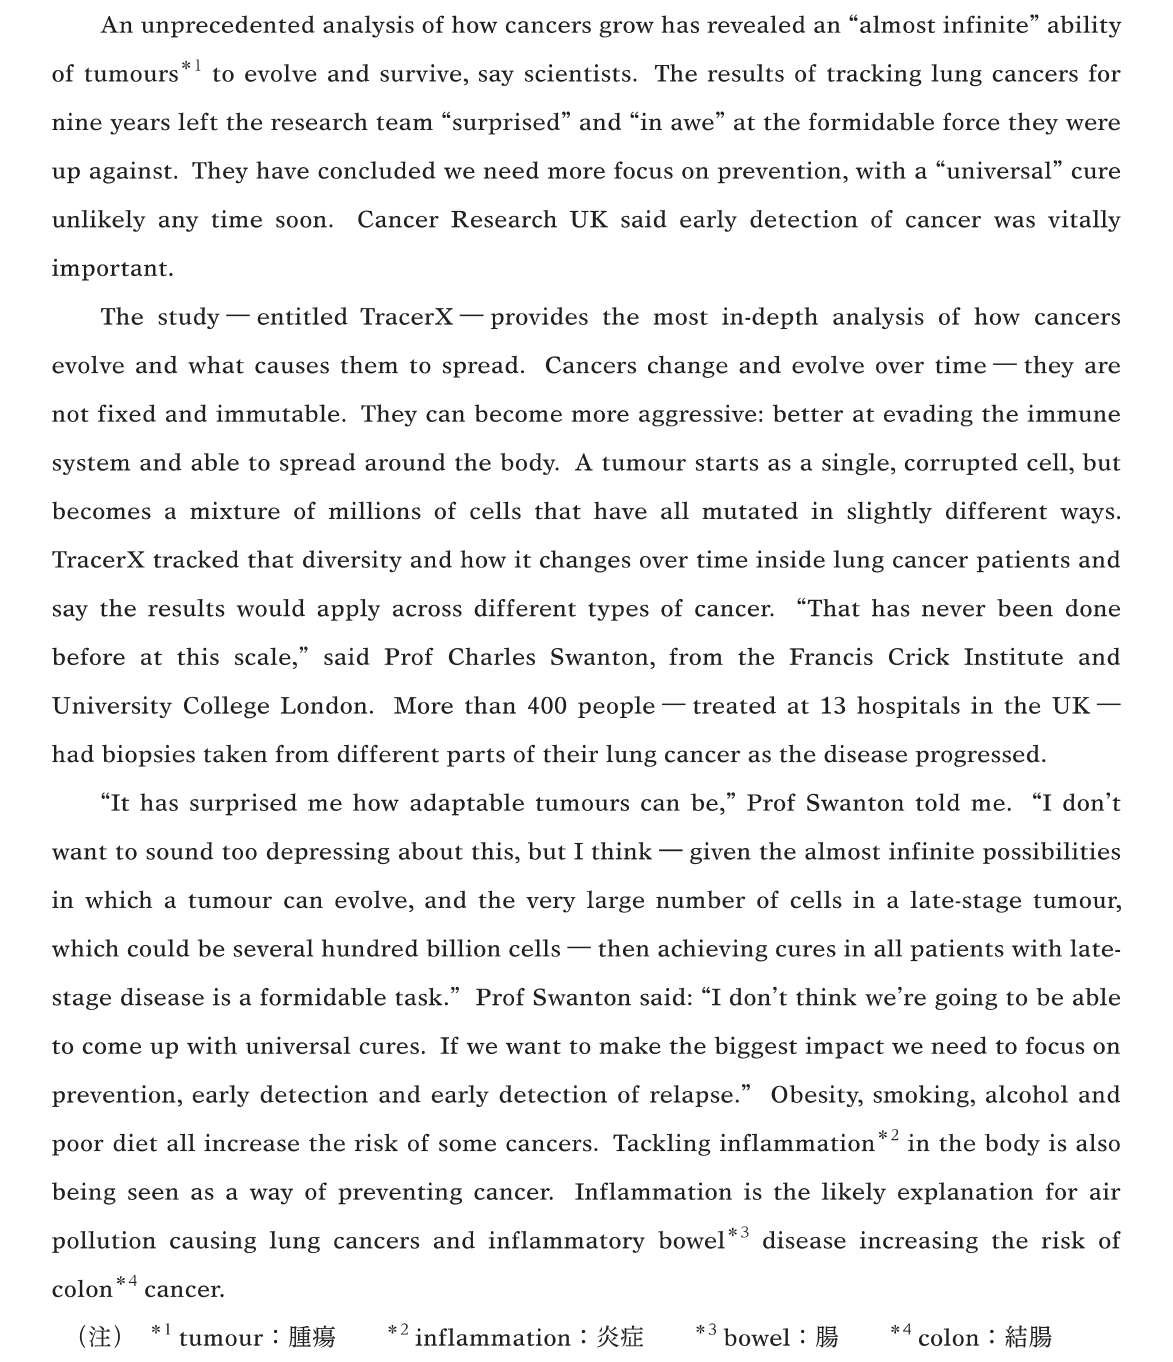 An unprecedented analysis of how cancers grow has revealed an “almost infinite” ability
of tumours*1 to evolve and survive, say scientists. The results of tracking lung cancers for
nine years left the research team “surprised” and “in awe” at the formidable force they were
up against. They have concluded we need more focus on prevention, with a “universal” cure
unlikely any time soon. Cancer Research UK said early detection of cancer was vitally
important.
The study — entitled TracerX — provides the most in-depth analysis of how cancers
evolve and what causes them to spread. Cancers change and evolve over time — they are
not fixed and immutable. They can become more aggressive: better at evading the immune
system and able to spread around the body. A tumour starts as a single, corrupted cell, but
becomes a mixture of millions of cells that have all mutated in slightly different ways.
TracerX tracked that diversity and how it changes over time inside lung cancer patients and
say the results would apply across different types of cancer. “That has never been done
before at this scale,” said Prof Charles Swanton, from the Francis Crick Institute and
University College London. More than 400 people — treated at 13 hospitals in the UK —
had biopsies taken from different parts of their lung cancer as the disease progressed.
“It has surprised me how adaptable tumours can be,” Prof Swanton told me. “I don’t
want to sound too depressing about this, but I think — given the almost infinite possibilities
in which a tumour can evolve, and the very large number of cells in a late-stage tumour,
which could be several hundred billion cells — then achieving cures in all patients with late-
stage disease is a formidable task.” Prof Swanton said: “I don’t think we’re going to be able
to come up with universal cures. If we want to make the biggest impact we need to focus on
prevention, early detection and early detection of relapse.” Obesity, smoking, alcohol and
poor diet all increase the risk of some cancers. Tackling inflammation*2 in the body is also
being seen as a way of preventing cancer. Inflammation is the likely explanation for air
pollution causing lung cancers and inflammatory bowel*3 disease increasing the risk of
colon*4 cancer.
（注） *1 tumour：腫瘍 *2 inflammation：炎症 *3 bowel：腸 *4 colon：結腸